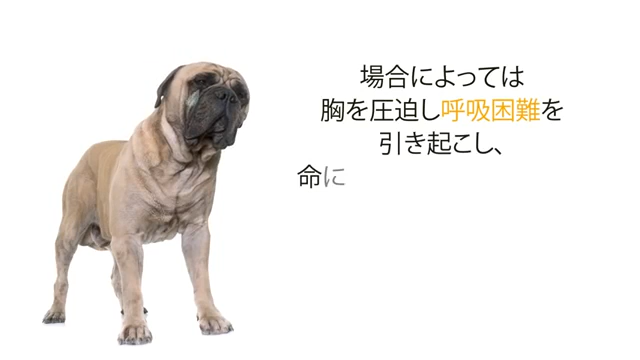 場合によっては
胸を圧迫し呼吸困難を
引き起こし、
命に